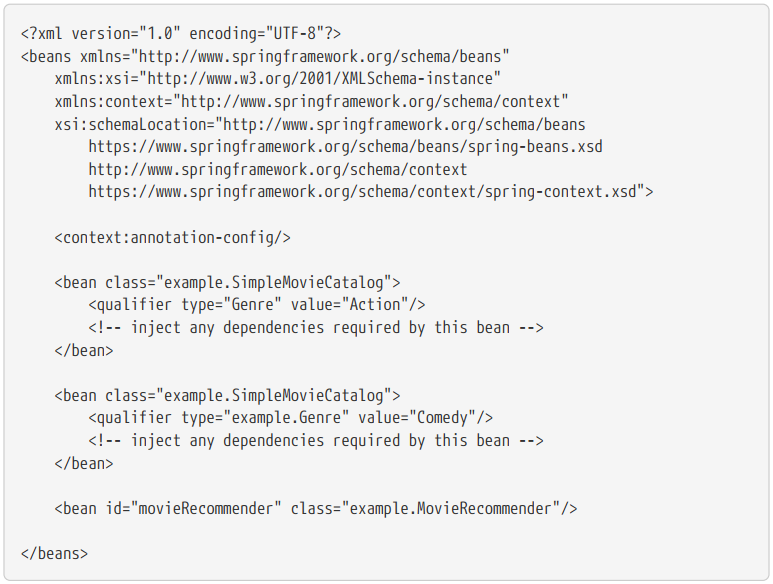 <?xml version="1.0" encoding="UTF-8"?>
<beans xmlns="http://www.springframework.org/schema/beans"
    xmlns:xsi="http://www.w3.org/2001/XMLSchema-instance"
    xmlns:context="http://www.springframework.org/schema/context"
    xsi:schemaLocation="http://www.springframework.org/schema/beans
        https://www.springframework.org/schema/beans/spring-beans.xsd
        http://www.springframework.org/schema/context
        https://www.springframework.org/schema/context/spring-context.xsd">

    <context:annotation-config/>

    <bean class="example.SimpleMovieCatalog">
        <qualifier type="Genre" value="Action"/>
        <!-- inject any dependencies required by this bean -->
    </bean>

    <bean class="example.SimpleMovieCatalog">
        <qualifier type="example.Genre" value="Comedy"/>
        <!-- inject any dependencies required by this bean -->
    </bean>

    <bean id="movieRecommender" class="example.MovieRecommender"/>

</beans>